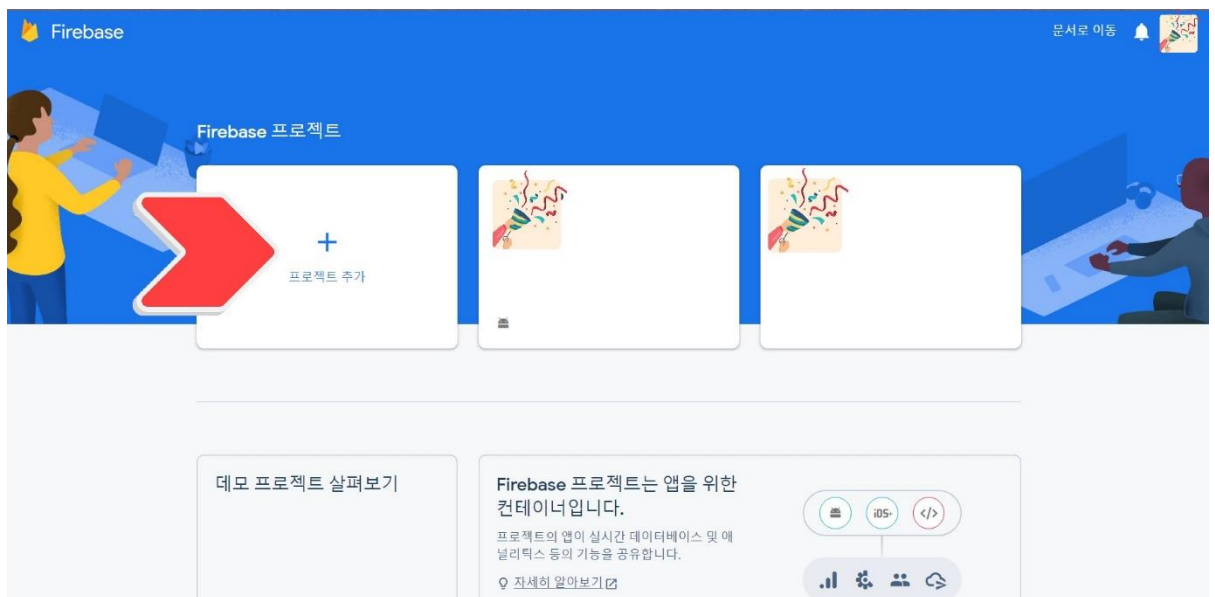 Firebase
문서로 이동
Firebase 프로젝트
+
프로젝트 추가
데모 프로젝트 살펴보기
Firebase 프로젝트는 앱을 위한
컨테이너입니다.
프로젝트의 앱이 실시간 데이터베이스 및 애
널리틱스 등의 기능을 공유합니다.
자세히 알아보기
iOS+
</>